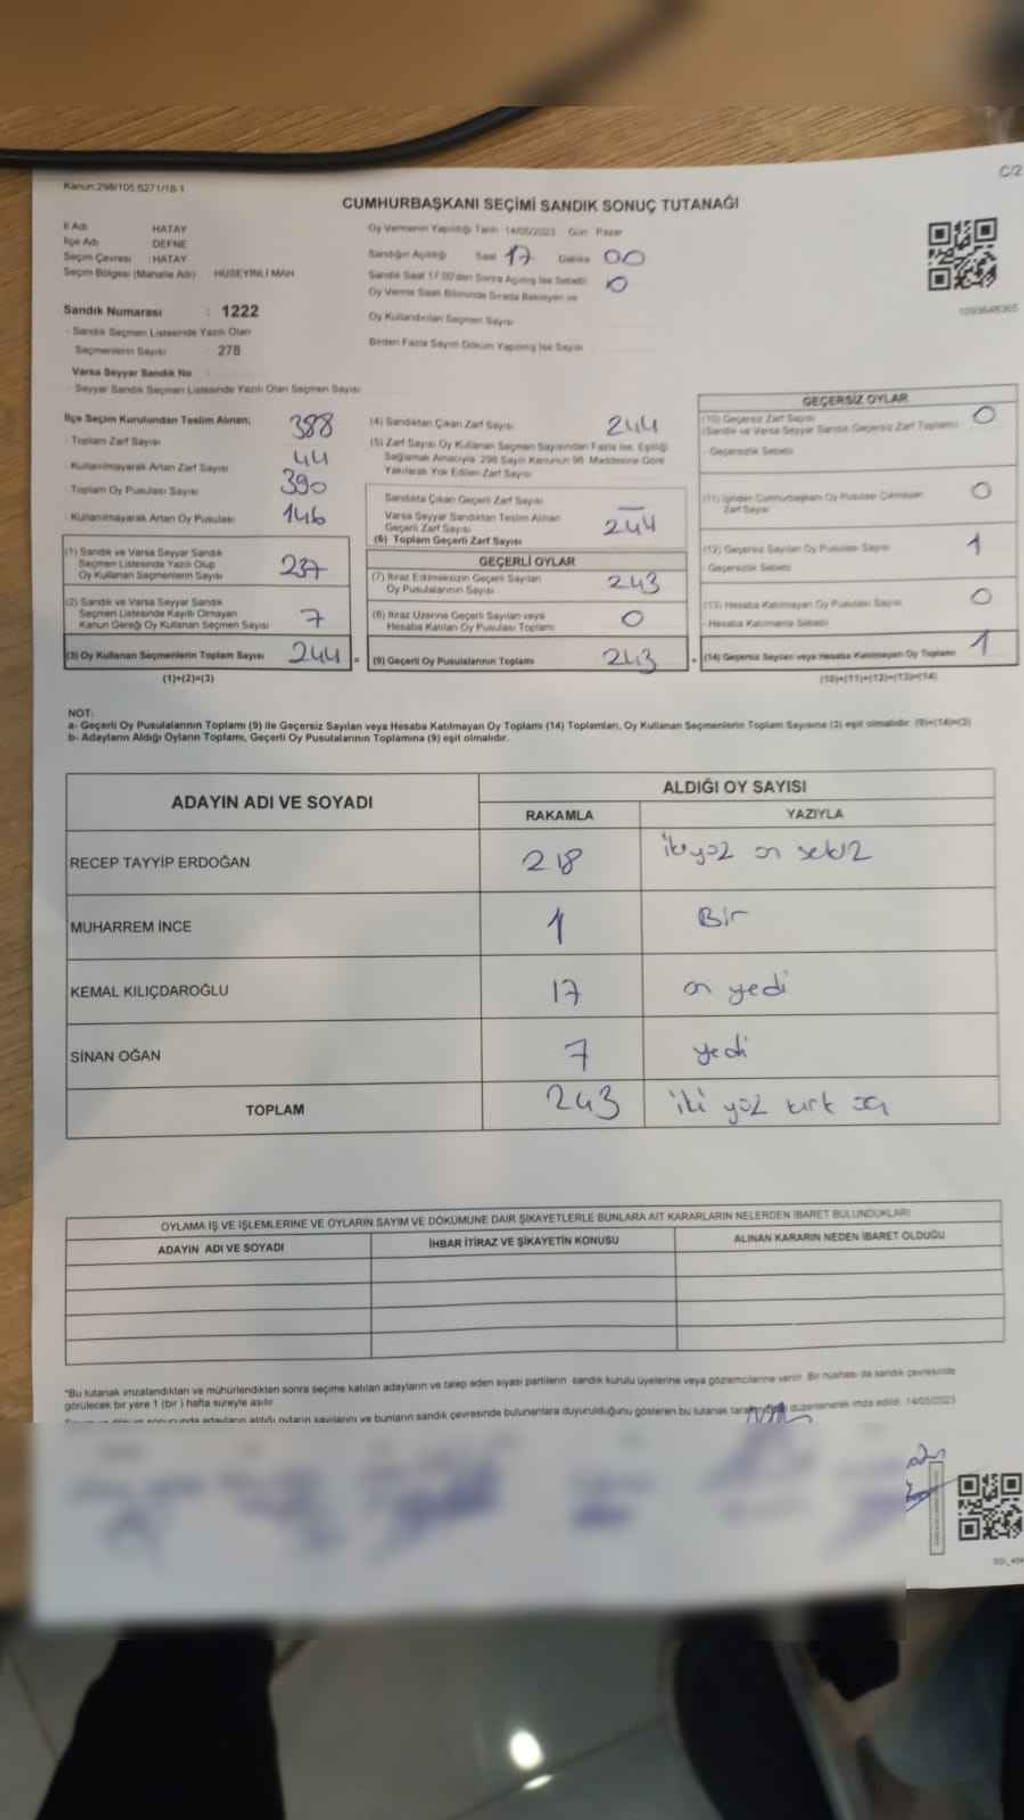 Kanun:298/105 6271/18-1
C/2
CUMHURBAŞKANI SEÇİMİ SANDIK SONUÇ TUTANAĞI
İl Adı HATAY
İlçe Adı DEFNE
Seçim Çevresi : HATAY
Seçim Bölgesi (Mahalle Adı) HÜSEYİNLİ MAH
Sandık Numarası : 1222
Sandık Seçmen Listesinde Yazılı Olan
Seçmenlerin Sayısı : 278
Varsa Seyyar Sandık No
Seyyar Sandık Seçmen Listesinde Yazılı Olan Seçmen Sayısı
Oy Vermenin Yapıldığı Tarih 14/05/2023 Gün Pazar
Sandığın Açıldığı Saat 17 Dakika 00
Sandık Saat 17.00'den Sonra Açılmış İse Sebebi 0
Oy Verme Saati Bitiminde Sırada Bekleyen ve
Oy Kullandırılan Seçmen Sayısı
Birden Fazla Sayım Döküm Yapılmış İse Sayısı
İlçe Seçim Kurulundan Teslim Alınan;
Toplam Zarf Sayısı 388
Kullanılmayarak Artan Zarf Sayısı 44
Toplam Oy Pusulası Sayısı 390
Kullanılmayarak Artan Oy Pusulası 146
(1) Sandık ve Varsa Seyyar Sandık
Seçmen Listesinde Yazılı Olup
Oy Kullanan Seçmenlerin Sayısı 237
(2) Sandık ve Varsa Seyyar Sandık
Seçmen Listesinde Kayıtlı Olmayan
Kanun Gereği Oy Kullanan Seçmen Sayısı 7
(3) Oy Kullanan Seçmenlerin Toplam Sayısı 244 =
(1)+(2)=(3)
(4) Sandıktan Çıkan Zarf Sayısı 244
(5) Zarf Sayısı Oy Kullanan Seçmen Sayısından Fazla İse, Eşitliği
Sağlamak Amacıyla 298 Sayılı Kanunun 98. Maddesine Göre
Yakılarak Yok Edilen Zarf Sayısı
Sandıkta Çıkan Geçerli Zarf Sayısı
Varsa Seyyar Sandıktan Teslim Alınan
Geçerli Zarf Sayısı
(6) Toplam Geçerli Zarf Sayısı 244
GEÇERLİ OYLAR
(7) İtiraz Edilmeksizin Geçerli Sayılan
Oy Pusulalarının Sayısı 243
(8) İtiraz Üzerine Geçerli Sayılan veya
Hesaba Katılan Oy Pusulası Toplamı 0
(9) Geçerli Oy Pusulalarının Toplamı 243
GEÇERSİZ OYLAR
(10) Geçersiz Zarf Sayısı 0
(Sandık ve Varsa Seyyar Sandık Geçersiz Zarf Toplamı)
Geçersizlik Sebebi
(11) İçinden Cumhurbaşkanı Oy Pusulası Çıkmayan
Zarf Sayısı 0
(12) Geçersiz Sayılan Oy Pusulası Sayısı 1
Geçersizlik Sebebi
(13) Hesaba Katılmayan Oy Pusulası Sayısı 0
Hesaba Katılmama Sebebi
(14) Geçersiz Sayılan veya Hesaba Katılmayan Oy Toplamı 1
(10)+(11)+(12)+(13)=(14)
NOT:
a- Geçerli Oy Pusulalarının Toplamı (9) ile Geçersiz Sayılan veya Hesaba Katılmayan Oy Toplamı (14) Toplamları, Oy Kullanan Seçmenlerin Toplam Sayısına (3) eşit olmalıdır. (9)+(14)=(3)
b- Adayların Aldığı Oyların Toplamı, Geçerli Oy Pusulalarının Toplamına (9) eşit olmalıdır.
ADAYIN ADI VE SOYADI
ALDIĞI OY SAYISI
RAKAMLA YAZIYLA
RECEP TAYYİP ERDOĞAN 218 ikiyüz on sekiz
MUHARREM İNCE 1 Bir
KEMAL KILIÇDAROĞLU 17 on yedi
SİNAN OĞAN 7 yedi
TOPLAM 243 iki yüz kırk üç
OYLAMA İŞ VE İŞLEMLERİNE VE OYLARIN SAYIM VE DÖKÜMÜNE DAİR ŞİKAYETLERLE BUNLARA AİT KARARLARIN NELERDEN İBARET BULUNDUKLARI
ADAYIN ADI VE SOYADI İHBAR İTİRAZ VE ŞİKAYETİN KONUSU ALINAN KARARIN NEDEN İBARET OLDUĞU
"Bu tutanak imzalandıktan ve mühürlendikten sonra seçime katılan adayların ve talep eden siyasi partilerin sandık kurulu üyelerine veya gözlemcilerine verilir. Bir nüshası da sandık çevresinde
görülecek bir yere 1 (bir) hafta süreyle asılır.
adayların aldığı oyların sayılarını ve bunların sandık çevresinde bulunanlara duyurulduğunu gösteren bu tutanak düzenlenerek imza edildi. 14/05/2023